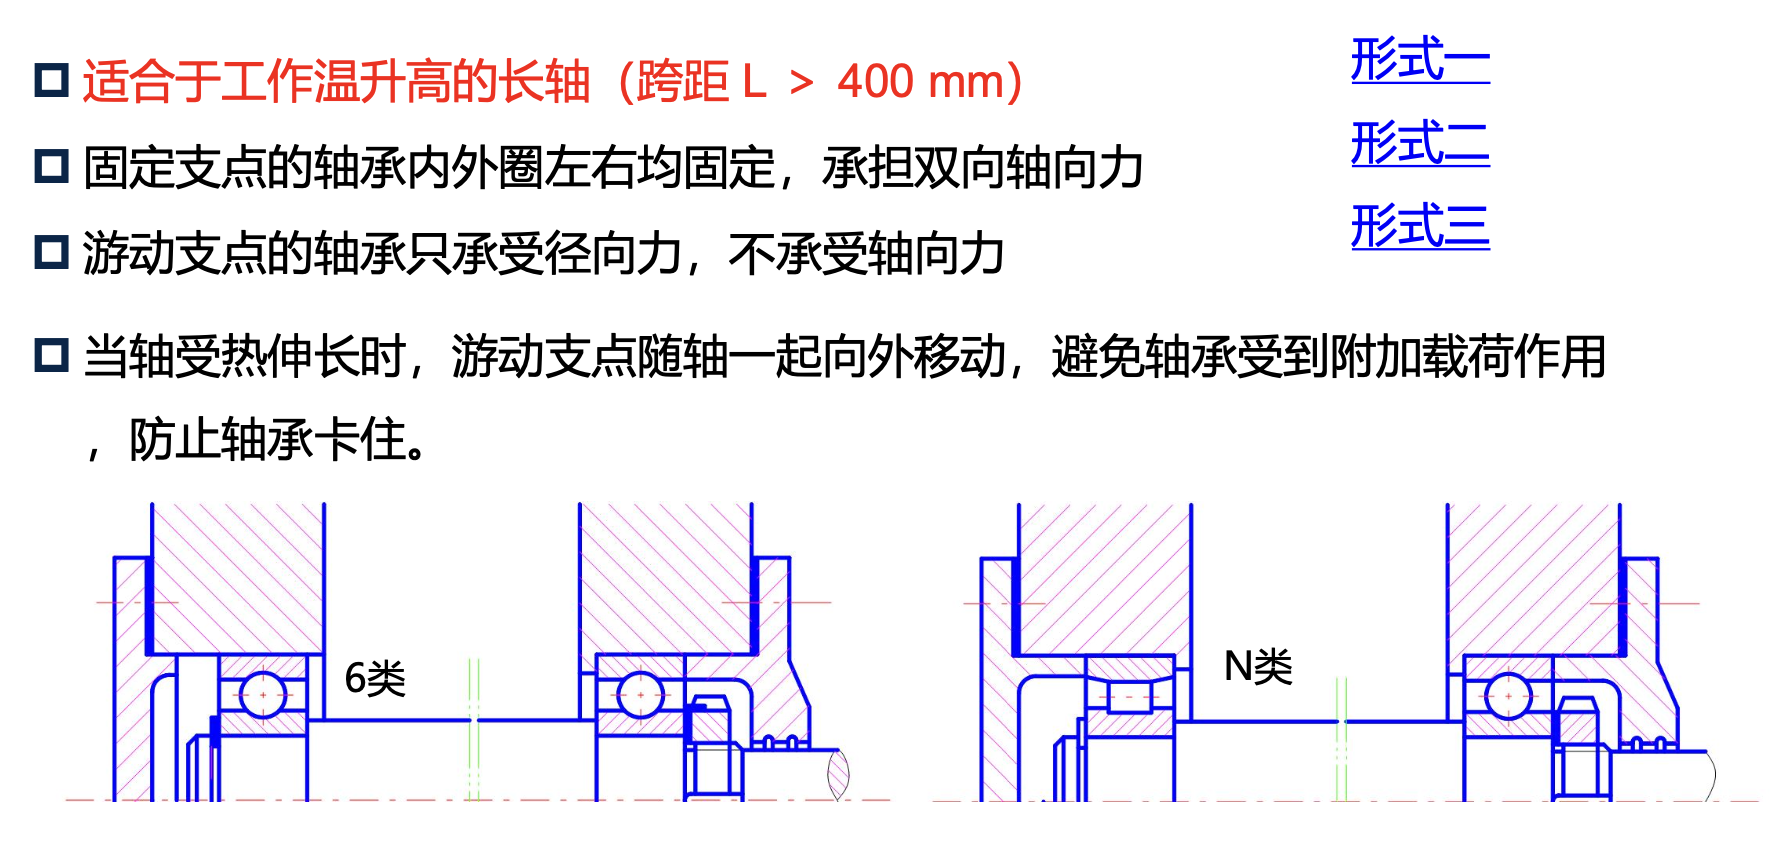 适合于工作温升高的长轴（跨距 L > 400 mm）
固定支点的轴承内外圈左右均固定，承担双向轴向力
游动支点的轴承只承受径向力，不承受轴向力
当轴受热伸长时，游动支点随轴一起向外移动，避免轴承受到附加载荷作用
，防止轴承卡住。
形式一
形式二
形式三
6类
N类